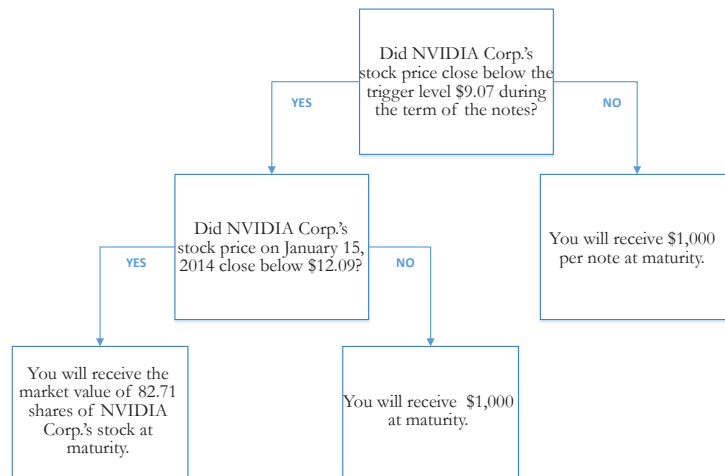 Did NVIDIA Corp.'s
stock price close below the
trigger level $9.07 during
the term of the notes?
YES
NO
Did NVIDIA Corp.'s
stock price on January 15,
2014 close below $12.09?
You will receive $1,000
per note at maturity.
YES
NO
You will receive the
market value of 82.71
shares of NVIDIA
Corp.'s stock at
maturity.
You will receive $1,000
at maturity.